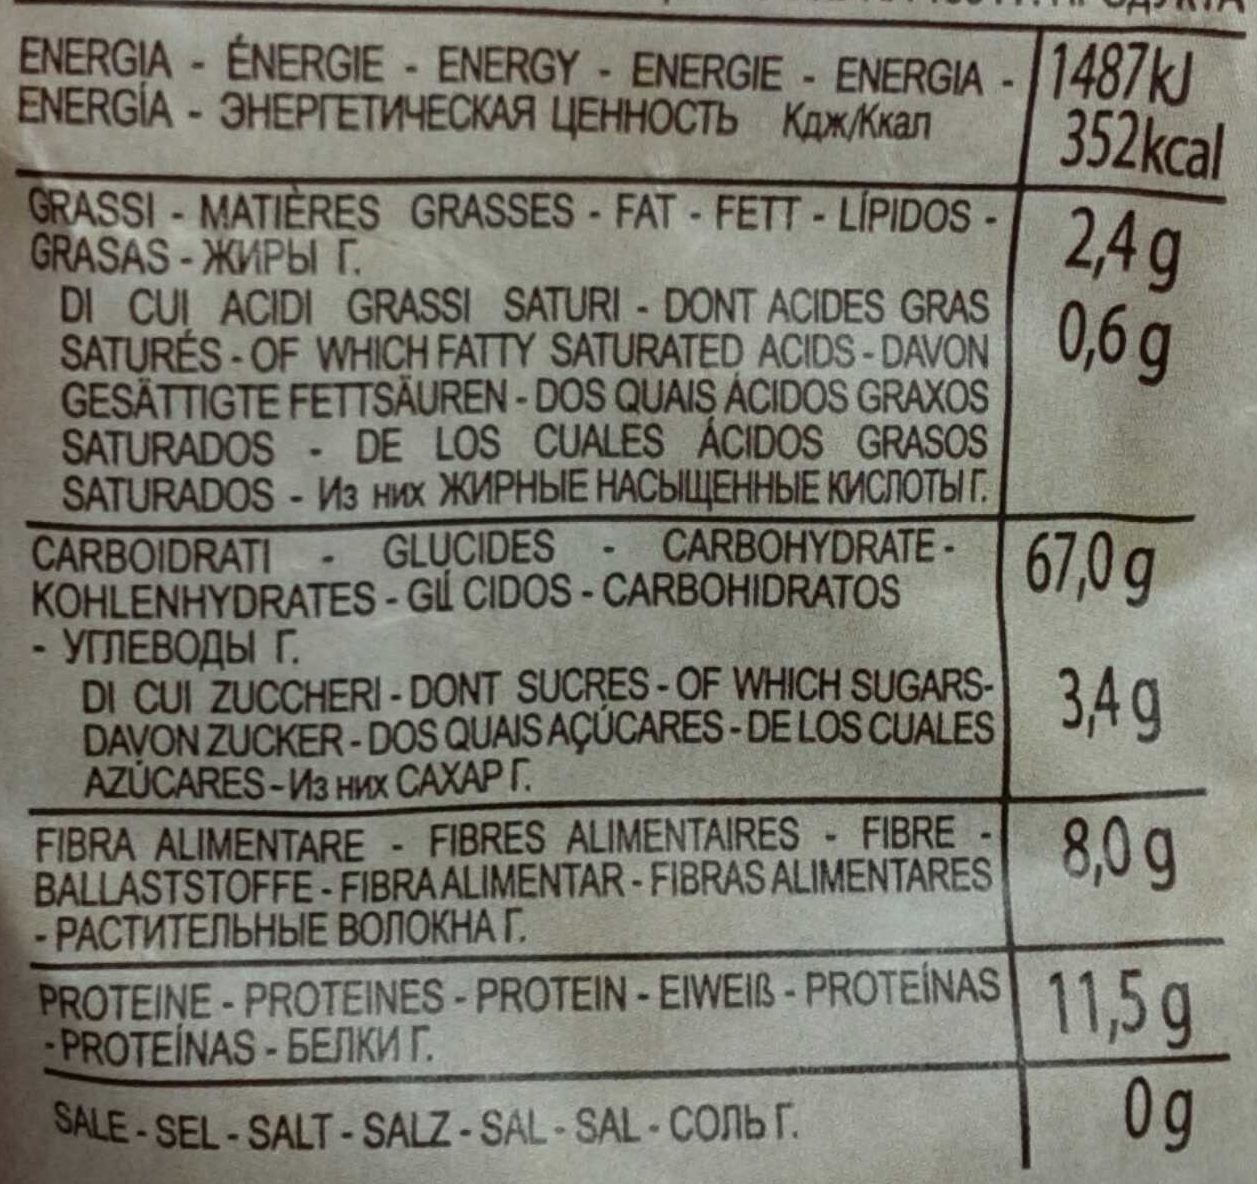 ПРОДУКТА
ENERGIA - ÉNERGIE - ENERGY - ENERGIE - ENERGIA - 1487kJ
ENERGÍA - ЭНЕРГЕТИЧЕСКАЯ ЦЕННОСТЬ Кдж/Ккал 352kcal
GRASSI - MATIÈRES GRASSES - FAT - FETT - LÍPIDOS - 2,4 g
GRASAS - ЖИРЫ Г.
DI CUI ACIDI GRASSI SATURI - DONT ACIDES GRAS 0,6 g
SATURÉS - OF WHICH FATTY SATURATED ACIDS - DAVON
GESÄTTIGTE FETTSÄUREN - DOS QUAIS ÁCIDOS GRAXOS
SATURADOS - DE LOS CUALES ÁCIDOS GRASOS
SATURADOS - Из них ЖИРНЫЕ НАСЫЩЕННЫЕ КИСЛОТЫ Г.
CARBOIDRATI - GLUCIDES - CARBOHYDRATE - 67,0 g
KOHLENHYDRATES - GLÍ CIDOS - CARBOHIDRATOS
- УГЛЕВОДЫ Г.
DI CUI ZUCCHERI - DONT SUCRES - OF WHICH SUGARS- 3,4 g
DAVON ZUCKER - DOS QUAIS AÇÚCARES - DE LOS CUALES
AZÚCARES - Из них САХАР Г.
FIBRA ALIMENTARE - FIBRES ALIMENTAIRES - FIBRE - 8,0 g
BALLASTSTOFFE - FIBRA ALIMENTAR - FIBRAS ALIMENTARES
- РАСТИТЕЛЬНЫЕ ВОЛОКНА Г.
PROTEINE - PROTEINES - PROTEIN - EIWEIß - PROTEÍNAS 11,5 g
- PROTEÍNAS - БЕЛКИ Г.
SALE - SEL - SALT - SALZ - SAL - SAL - СОЛЬ Г. 0 g